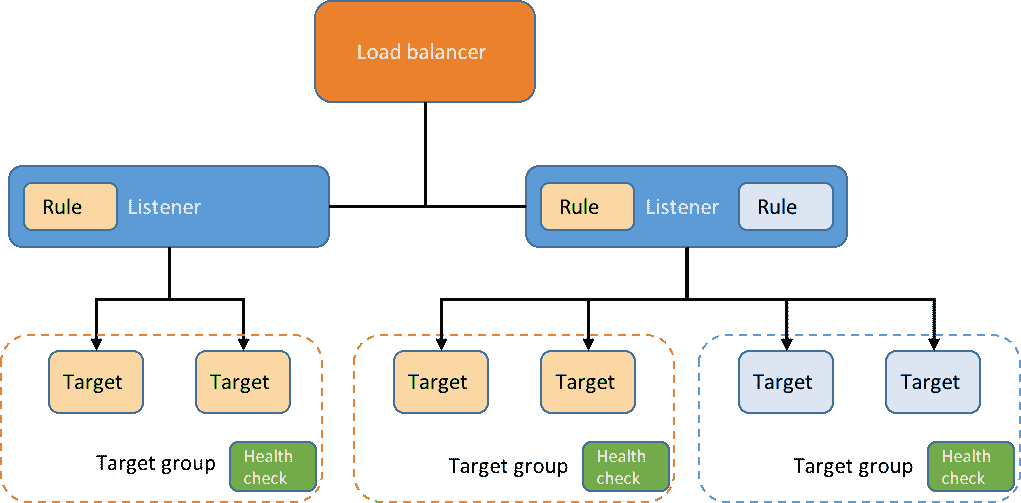 Load balancer
Rule Listener
Rule Listener Rule
Target Target
Target Target
Target Target
Target group Health
check
Target group Health
check
Target group Health
check